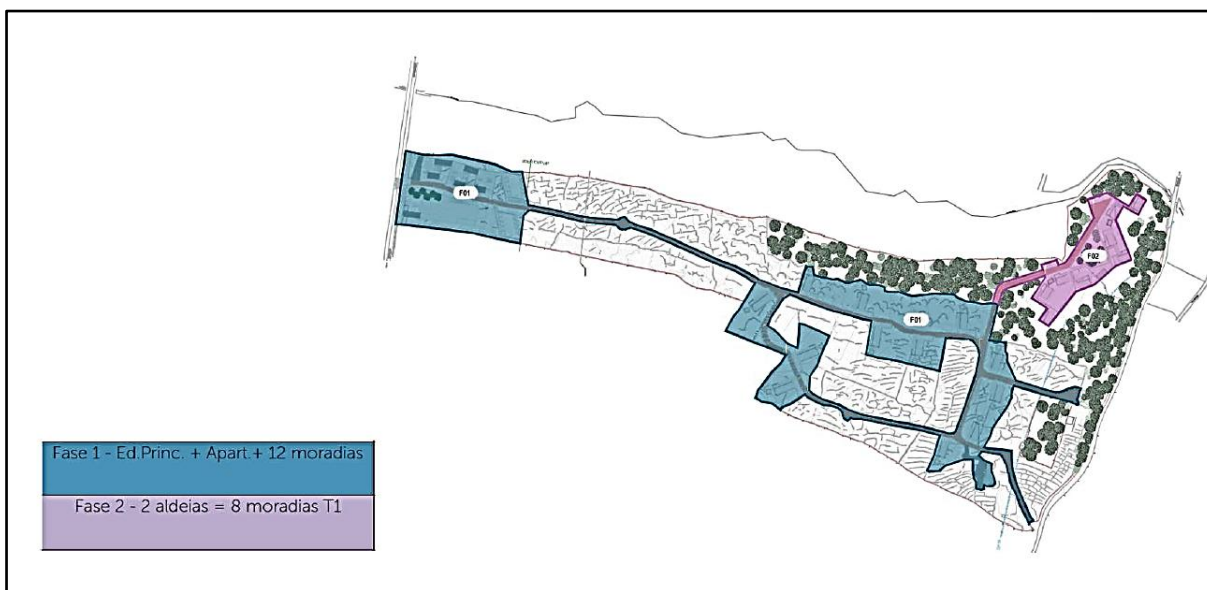 F01
F02
F01
Fase 1 - Ed.Princ. + Apart.+ 12 moradias
Fase 2 - 2 aldeias = 8 moradias T1